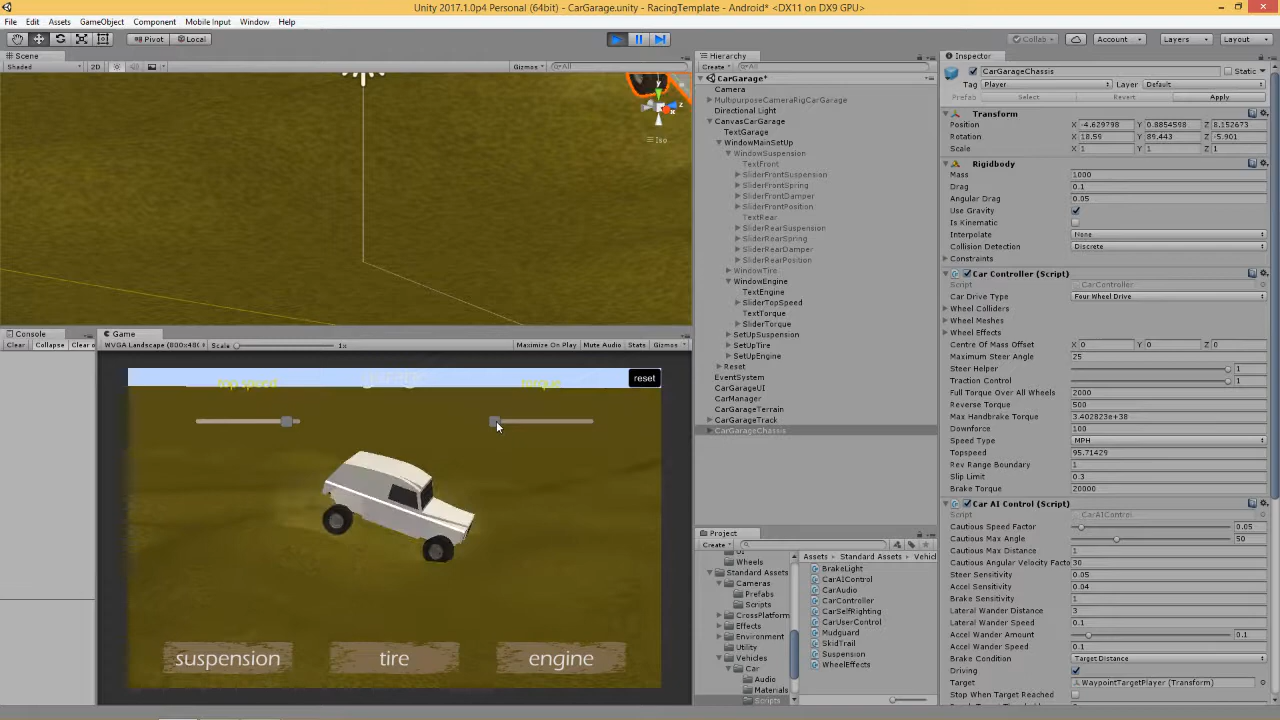 Unity 2017.1.0p4 Personal (64bit) - CarGarage.unity - RacingTemplate - Android* <DX11 on DX9 GPU>
File Edit Assets GameObject Component Mobile Input Window Help
Pivot Local Collab Account Layers Layout
Scene
Shaded 2D Gizmos All
y
z
x
Iso
Console Game
Clear Collapse Clear o WVGA Landscape (800x48 Scale 1x Maximize On Play Mute Audio Stats Gizmos
top speed garage torque reset
suspension tire engine
Hierarchy
Create All
CarGarage*
Camera
MultipurposeCameraRigCarGarage
Directional Light
CanvasCarGarage
TextGarage
WindowMainSetUp
WindowSuspension
TextFront
SliderFrontSuspension
SliderFrontSpring
SliderFrontDamper
SliderFrontPosition
TextRear
SliderRearSuspension
SliderRearSpring
SliderRearDamper
SliderRearPosition
WindowTire
WindowEngine
TextEngine
SliderTopSpeed
TextTorque
SliderTorque
SetUpSuspension
SetUpTire
SetUpEngine
Reset
EventSystem
CarGarageUI
CarManager
CarGarageTerrain
CarGarageTrack
CarGarageChassis
Project
Create
UI
Wheels
Standard Assets
Cameras
Prefabs
Scripts
CrossPlatform
Effects
Environment
Utility
Vehicles
Car
Audio
Materials
Scripts
Assets Standard Assets Vehicl
BrakeLight
CarAIControl
CarAudio
CarController
CarSelfRighting
CarUserControl
Mudguard
SkidTrail
Suspension
WheelEffects
Inspector
CarGarageChassis Static
Tag Player Layer Default
Prefab Select Revert Apply
Transform
Position X -4.629798 Y 0.8854598 Z 8.152673
Rotation X 18.59 Y 89.443 Z -5.901
Scale X 1 Y 1 Z 1
Rigidbody
Mass 1000
Drag 0.1
Angular Drag 0.05
Use Gravity
Is Kinematic
Interpolate None
Collision Detection Discrete
Constraints
Car Controller (Script)
Script CarController
Car Drive Type Four Wheel Drive
Wheel Colliders
Wheel Meshes
Wheel Effects
Centre Of Mass Offset X 0 Y 0 Z 0
Maximum Steer Angle 25
Steer Helper 1
Traction Control 1
Full Torque Over All Wheels 2000
Reverse Torque 500
Max Handbrake Torque 3.402823e+38
Downforce 100
Speed Type MPH
Topspeed 95.71429
Rev Range Boundary 1
Slip Limit 0.3
Brake Torque 20000
Car AI Control (Script)
Script CarAIControl
Cautious Speed Factor 0.05
Cautious Max Angle 50
Cautious Max Distance 1
Cautious Angular Velocity Facto 30
Steer Sensitivity 0.05
Accel Sensitivity 0.04
Brake Sensitivity 1
Lateral Wander Distance 3
Lateral Wander Speed 0.1
Accel Wander Amount 0.1
Accel Wander Speed 0.1
Brake Condition Target Distance
Driving
Target WaypointTargetPlayer (Transform)
Stop When Target Reached